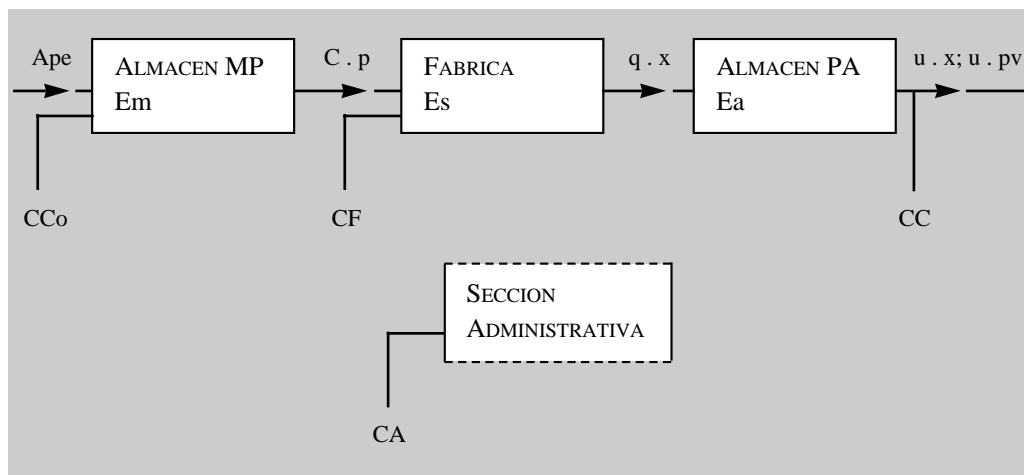 Ape
ALMACEN MP
Em
C . p
FABRICA
Es
q . x
ALMACEN PA
Ea
u . x; u . pv
CCo
CF
CC
SECCION
ADMINISTRATIVA
CA